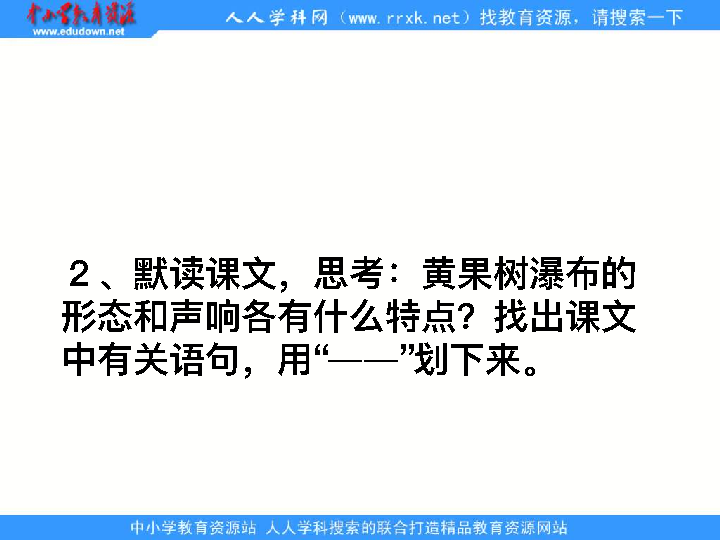 中小学教育资源
www.edudown.net
人人学科网（www.rrxk.net）找教育资源，请搜索一下
2、默读课文，思考：黄果树瀑布的
形态和声响各有什么特点？找出课文
中有关语句，用“——”划下来。
中小学教育资源站 人人学科搜索的联合打造精品教育资源网站